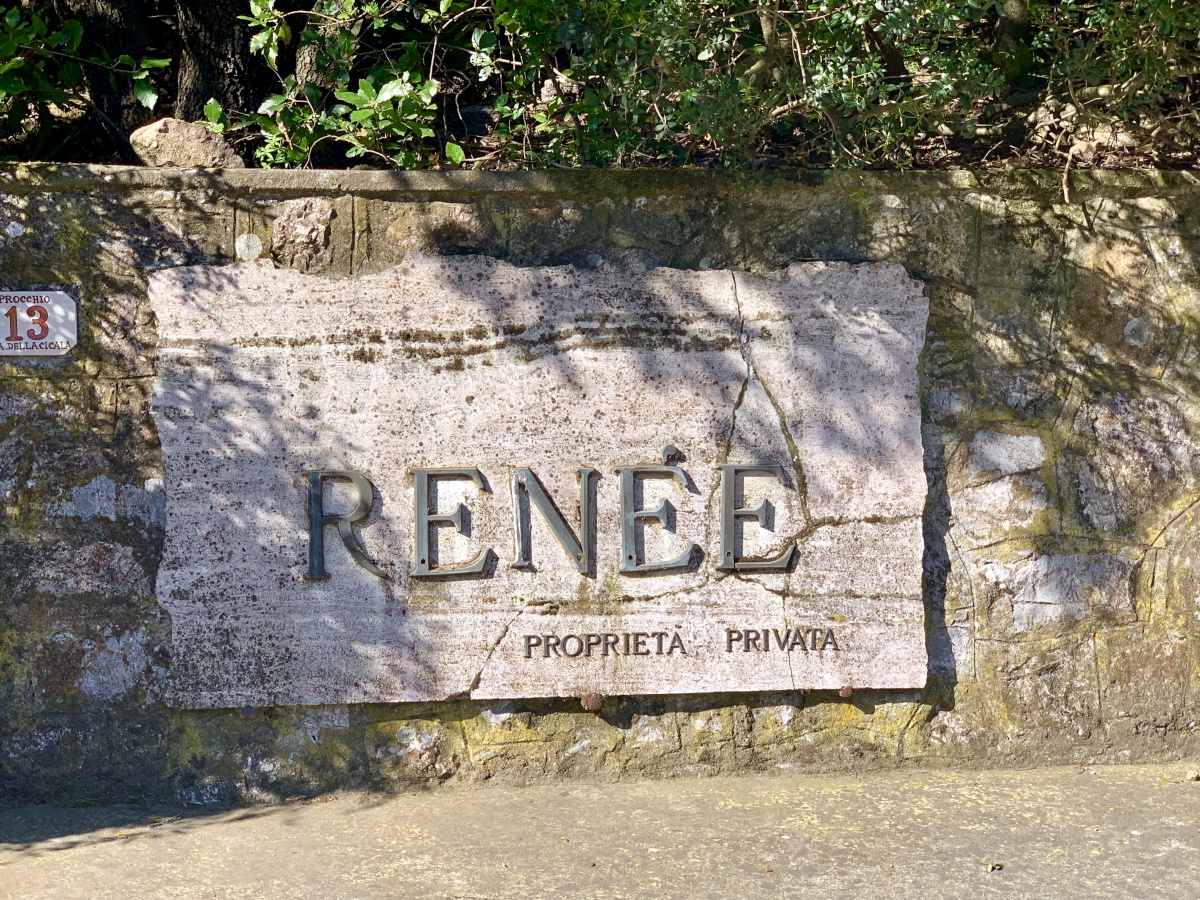 PROCCHIO
13
A. DELLA CICALA
RENÉE
PROPRIETA PRIVATA